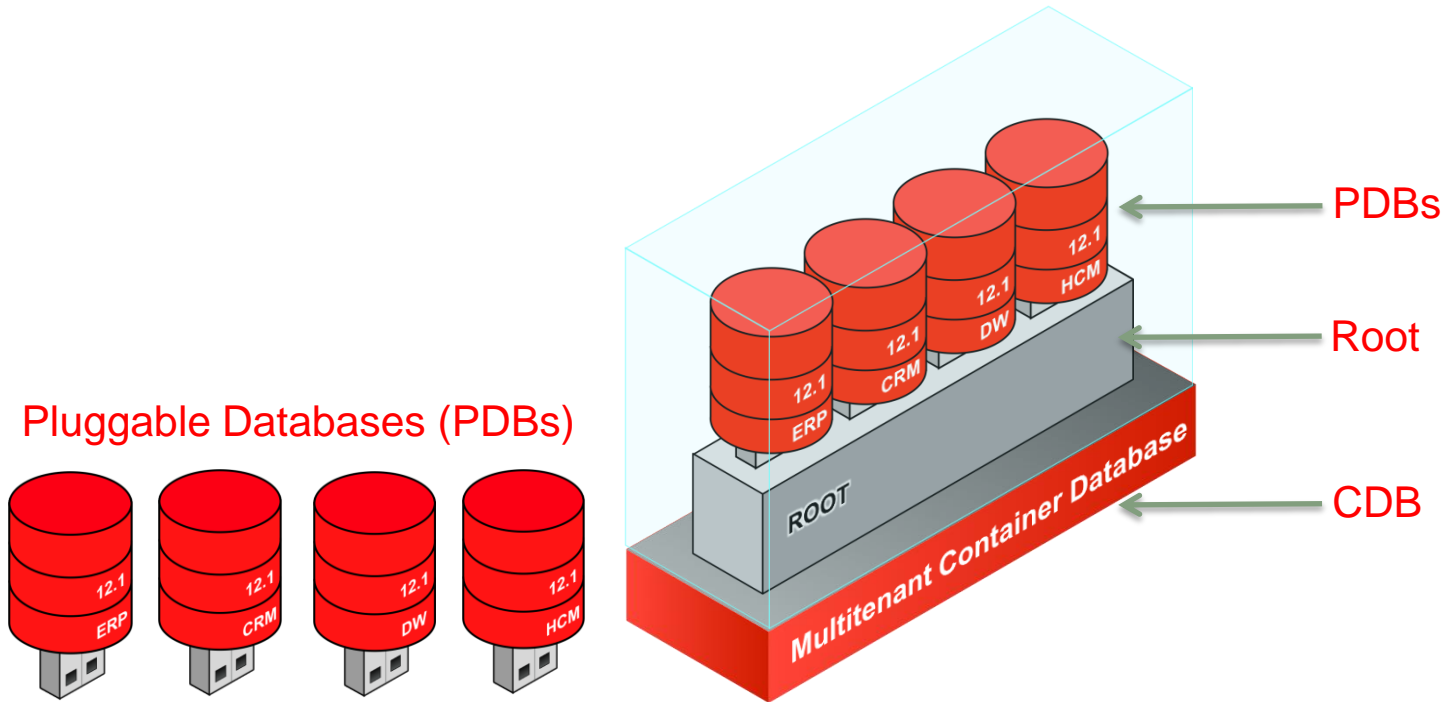 Pluggable Databases (PDBs)
12.1
ERP
12.1
CRM
12.1
DW
12.1
HCM
12.1
ERP
12.1
CRM
12.1
DW
12.1
HCM
ROOT
Multitenant Container Database
PDBs
Root
CDB